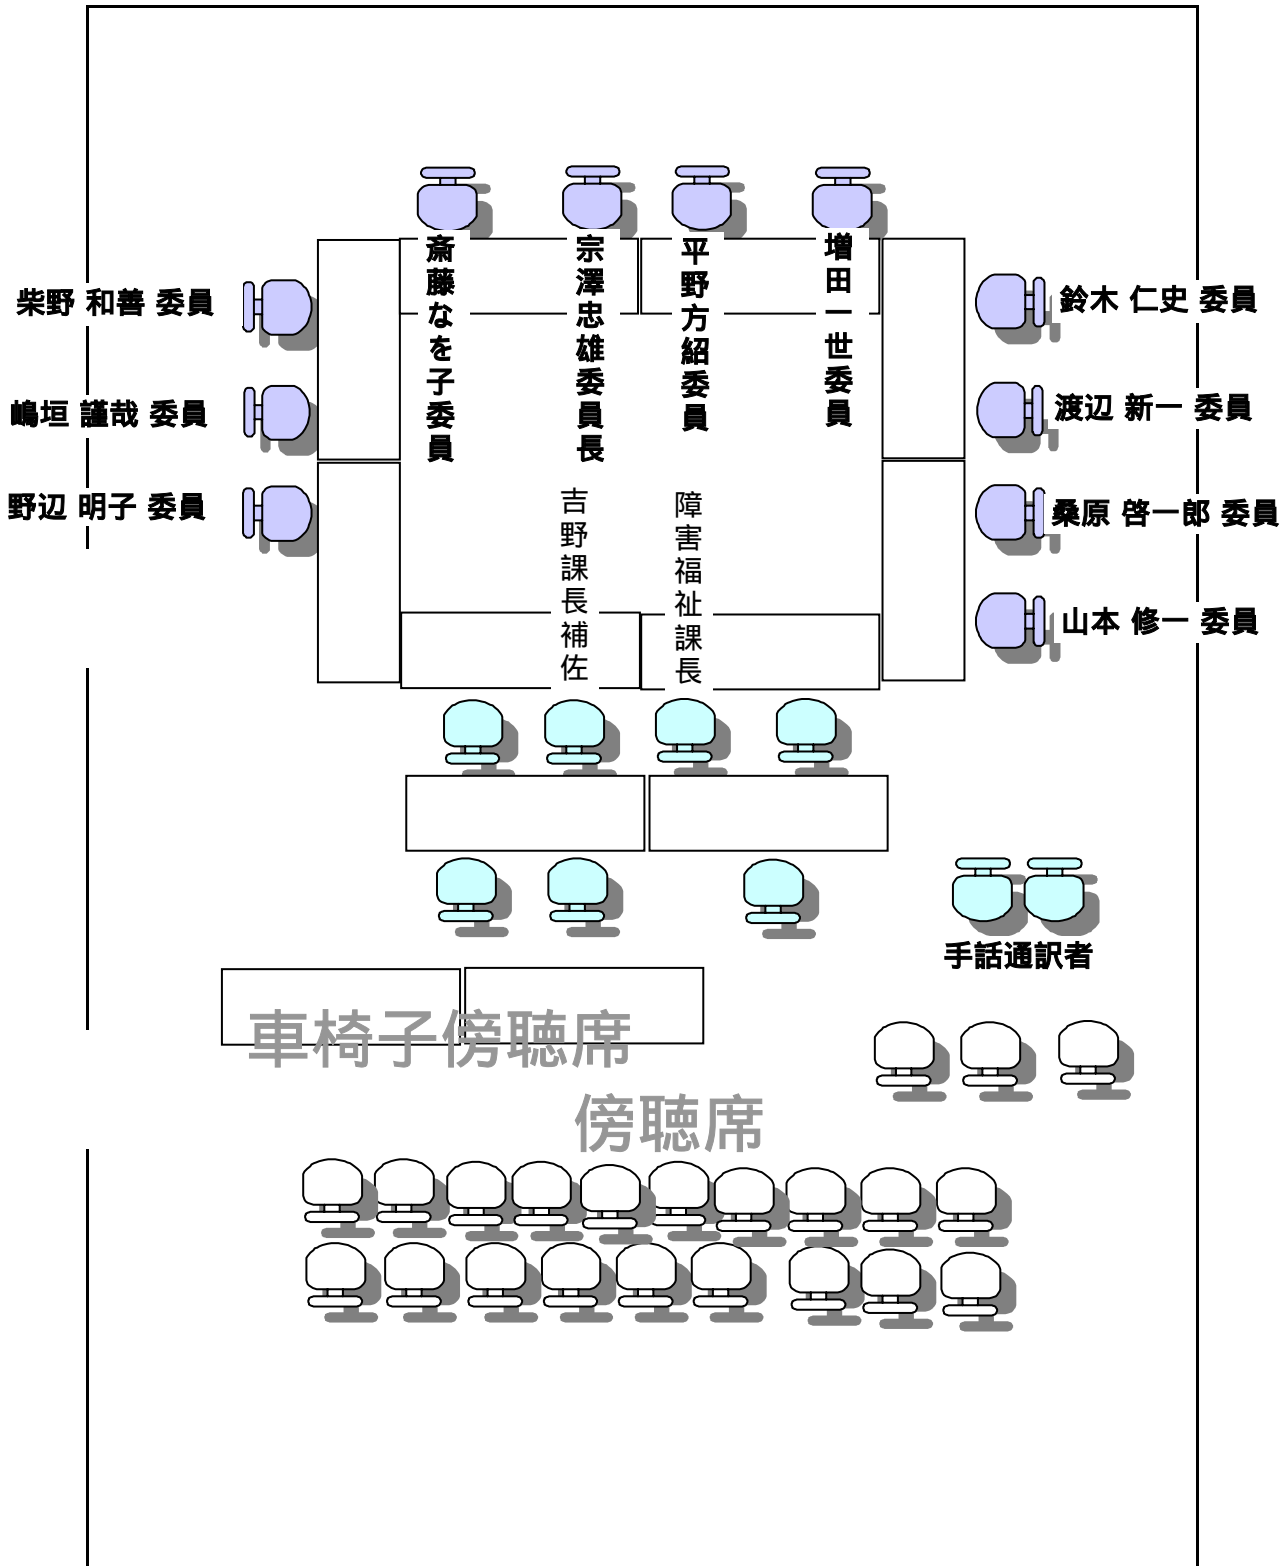 斎藤なを子委員
宗澤忠雄委員長
平野方紹委員
増田一世委員
柴野 和善 委員
嶋垣 謹哉 委員
野辺 明子 委員
鈴木 仁史 委員
渡辺 新一 委員
桑原 啓一郎 委員
山本 修一 委員
吉野課長補佐
障害福祉課長
手話通訳者
車椅子傍聴席
傍聴席